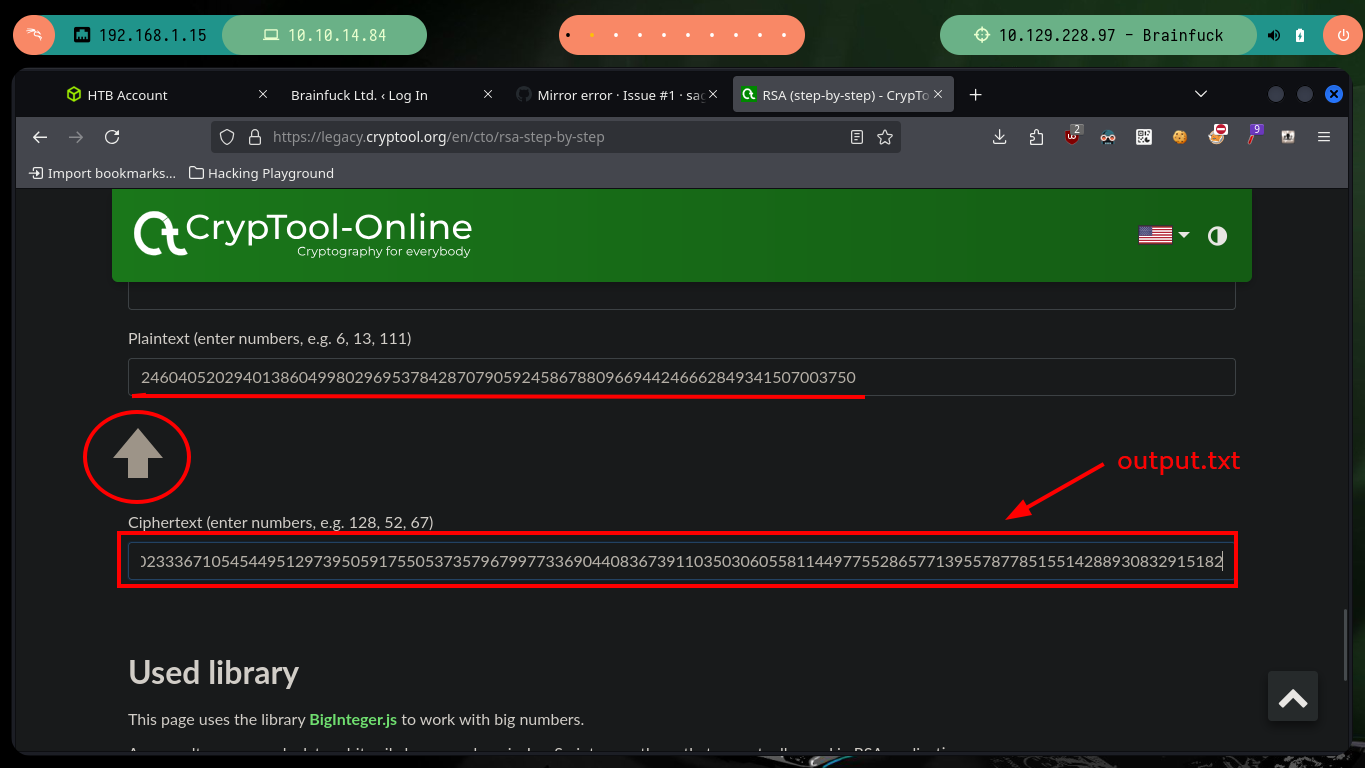 192.168.1.15 10.10.14.84 10.129.228.97 - Brainfuck
HTB Account Brainfuck Ltd. ‹ Log In Mirror error · Issue #1 · sag RSA (step-by-step) - CrypTo
https://legacy.cryptool.org/en/cto/rsa-step-by-step 2 9
Import bookmarks... Hacking Playground
CrypTool-Online
Cryptography for everybody
Plaintext (enter numbers, e.g. 6, 13, 111)
24604052029401386049980296953784287079059245867880966944246662849341507003750
output.txt
Ciphertext (enter numbers, e.g. 128, 52, 67)
0233367105454495129739505917550537357967997733690440836739110350306055811449775528657713955787785155142889308329151​82
Used library
This page uses the library BigInteger.js to work with big numbers.